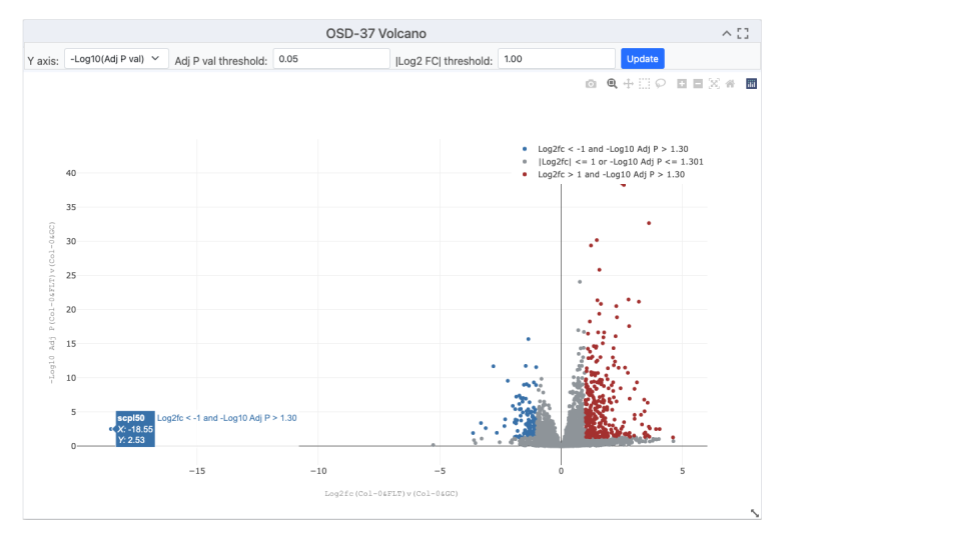 OSD-37 Volcano
Y axis: -Log10(Adj P val) Adj P val threshold: 0.05 |Log2 FC| threshold: 1.00 Update
Log2fc < -1 and -Log10 Adj P > 1.30
|Log2fc| <= 1 or -Log10 Adj P <= 1.301
Log2fc > 1 and -Log10 Adj P > 1.30
40
35
30
25
20
15
10
5
0
-Log10 Adj P(Col-0&FLT)v(Col-0&GC)
scpl50 Log2fc < -1 and -Log10 Adj P > 1.30
X: -18.55
Y: 2.53
−15 −10 −5 0 5
Log2fc(Col-0&FLT)v(Col-0&GC)